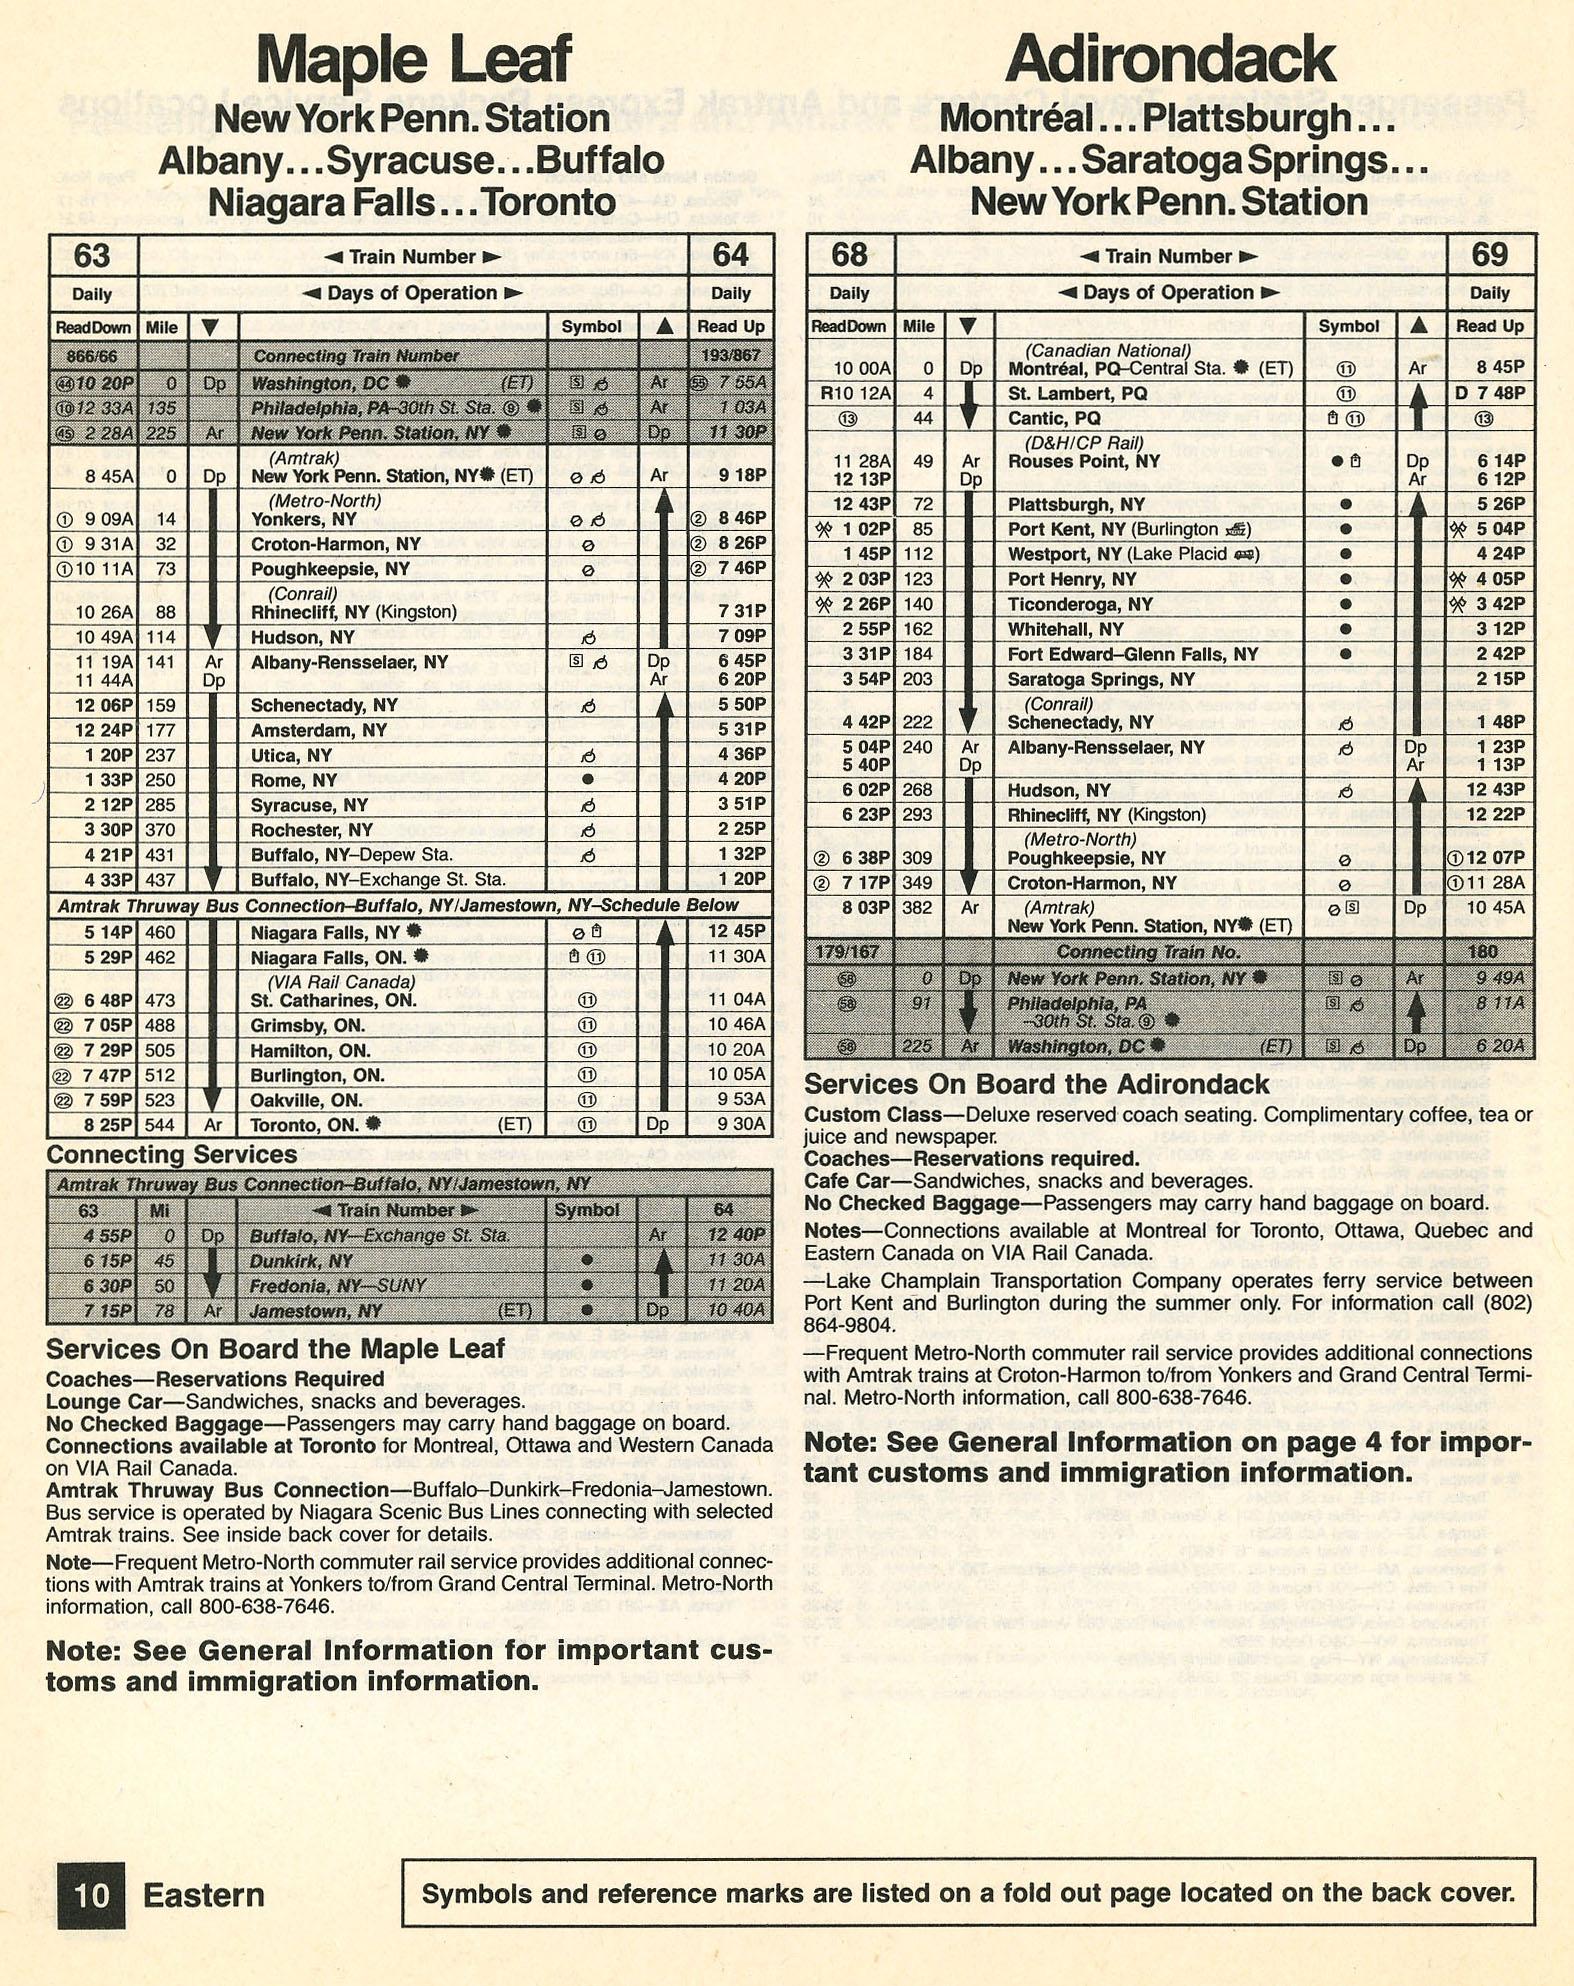 Maple Leaf
New York Penn. Station
Albany...Syracuse...Buffalo
Niagara Falls...Toronto
63 ◄ Train Number ► 64
Daily ◄ Days of Operation ► Daily
Read Down Mile ▼ Symbol ▲ Read Up
866/66 Connecting Train Number 193/867
㊹10 20P 0 Dp Washington, DC ✹ (ET) 🅂 Ar 7 55A
⑩12 33A 135 Philadelphia, PA–30th St. Sta. ⑨ ✹ 🅂 Ar 1 03A
㊺ 2 28A 225 Ar New York Penn. Station, NY ✹ 🅂 ⊘ Dp 11 30P
(Amtrak)
8 45A 0 Dp New York Penn. Station, NY✹ (ET) ⊘ Ar 9 18P
(Metro-North)
① 9 09A 14 Yonkers, NY ⊘ ② 8 46P
① 9 31A 32 Croton-Harmon, NY ⊘ ② 8 26P
①10 11A 73 Poughkeepsie, NY ⊘ ② 7 46P
(Conrail)
10 26A 88 Rhinecliff, NY (Kingston) 7 31P
10 49A 114 Hudson, NY 7 09P
11 19A 141 Ar Albany-Rensselaer, NY 🅂 Dp 6 45P
11 44A Dp Ar 6 20P
12 06P 159 Schenectady, NY 5 50P
12 24P 177 Amsterdam, NY 5 31P
1 20P 237 Utica, NY 4 36P
1 33P 250 Rome, NY ● 4 20P
2 12P 285 Syracuse, NY 3 51P
3 30P 370 Rochester, NY 2 25P
4 21P 431 Buffalo, NY–Depew Sta. 1 32P
4 33P 437 Buffalo, NY–Exchange St. Sta. 1 20P
Amtrak Thruway Bus Connection–Buffalo, NY/Jamestown, NY–Schedule Below
5 14P 460 Niagara Falls, NY ✹ ⊘ 12 45P
5 29P 462 Niagara Falls, ON. ✹ ⑪ 11 30A
(VIA Rail Canada)
㉒ 6 48P 473 St. Catharines, ON. ⑪ 11 04A
㉒ 7 05P 488 Grimsby, ON. ⑪ 10 46A
㉒ 7 29P 505 Hamilton, ON. ⑪ 10 20A
㉒ 7 47P 512 Burlington, ON. ⑪ 10 05A
㉒ 7 59P 523 Oakville, ON. ⑪ 9 53A
8 25P 544 Ar Toronto, ON. ✹ (ET) ⑪ Dp 9 30A
Connecting Services
Amtrak Thruway Bus Connection–Buffalo, NY/Jamestown, NY
63 Mi ◄ Train Number ► Symbol 64
4 55P 0 Dp Buffalo, NY—Exchange St. Sta. Ar 12 40P
6 15P 45 Dunkirk, NY ● 11 30A
6 30P 50 Fredonia, NY—SUNY ● 11 20A
7 15P 78 Ar Jamestown, NY (ET) ● Dp 10 40A
Services On Board the Maple Leaf
Coaches—Reservations Required
Lounge Car—Sandwiches, snacks and beverages.
No Checked Baggage—Passengers may carry hand baggage on board.
Connections available at Toronto for Montreal, Ottawa and Western Canada
on VIA Rail Canada.
Amtrak Thruway Bus Connection—Buffalo–Dunkirk–Fredonia–Jamestown.
Bus service is operated by Niagara Scenic Bus Lines connecting with selected
Amtrak trains. See inside back cover for details.
Note—Frequent Metro-North commuter rail service provides additional connec-
tions with Amtrak trains at Yonkers to/from Grand Central Terminal. Metro-North
information, call 800-638-7646.
Note: See General Information for important cus-
toms and immigration information.
Adirondack
Montréal...Plattsburgh...
Albany...Saratoga Springs...
New York Penn. Station
68 ◄ Train Number ► 69
Daily ◄ Days of Operation ► Daily
Read Down Mile ▼ Symbol ▲ Read Up
(Canadian National)
10 00A 0 Dp Montréal, PQ–Central Sta. ✹ (ET) ⑪ Ar 8 45P
R10 12A 4 St. Lambert, PQ ⑪ D 7 48P
⑬ 44 Cantic, PQ ⑪ ⑬
(D&H/CP Rail)
11 28A 49 Ar Rouses Point, NY ● Dp 6 14P
12 13P Dp Ar 6 12P
12 43P 72 Plattsburgh, NY ● 5 26P
1 02P 85 Port Kent, NY (Burlington ⛴) ● 5 04P
1 45P 112 Westport, NY (Lake Placid 🚌) ● 4 24P
2 03P 123 Port Henry, NY ● 4 05P
2 26P 140 Ticonderoga, NY ● 3 42P
2 55P 162 Whitehall, NY ● 3 12P
3 31P 184 Fort Edward–Glenn Falls, NY ● 2 42P
3 54P 203 Saratoga Springs, NY 2 15P
(Conrail)
4 42P 222 Schenectady, NY 1 48P
5 04P 240 Ar Albany-Rensselaer, NY Dp 1 23P
5 40P Dp Ar 1 13P
6 02P 268 Hudson, NY 12 43P
6 23P 293 Rhinecliff, NY (Kingston) 12 22P
(Metro-North)
② 6 38P 309 Poughkeepsie, NY ⊘ ①12 07P
② 7 17P 349 Croton-Harmon, NY ⊘ ①11 28A
8 03P 382 Ar (Amtrak) ⊘ 🅂 Dp 10 45A
New York Penn. Station, NY✹ (ET)
179/167 Connecting Train No. 180
0 Dp New York Penn. Station, NY ✹ 🅂 ⊘ Ar 9 49A
91 Philadelphia, PA 🅂 8 11A
–30th St. Sta. ⑨ ✹
225 Ar Washington, DC ✹ (ET) 🅂 Dp 6 20A
Services On Board the Adirondack
Custom Class—Deluxe reserved coach seating. Complimentary coffee, tea or
juice and newspaper.
Coaches—Reservations required.
Cafe Car—Sandwiches, snacks and beverages.
No Checked Baggage—Passengers may carry hand baggage on board.
Notes—Connections available at Montreal for Toronto, Ottawa, Quebec and
Eastern Canada on VIA Rail Canada.
—Lake Champlain Transportation Company operates ferry service between
Port Kent and Burlington during the summer only. For information call (802)
864-9804.
—Frequent Metro-North commuter rail service provides additional connections
with Amtrak trains at Croton-Harmon to/from Yonkers and Grand Central Termi-
nal. Metro-North information, call 800-638-7646.
Note: See General Information on page 4 for impor-
tant customs and immigration information.
10 Eastern
Symbols and reference marks are listed on a fold out page located on the back cover.